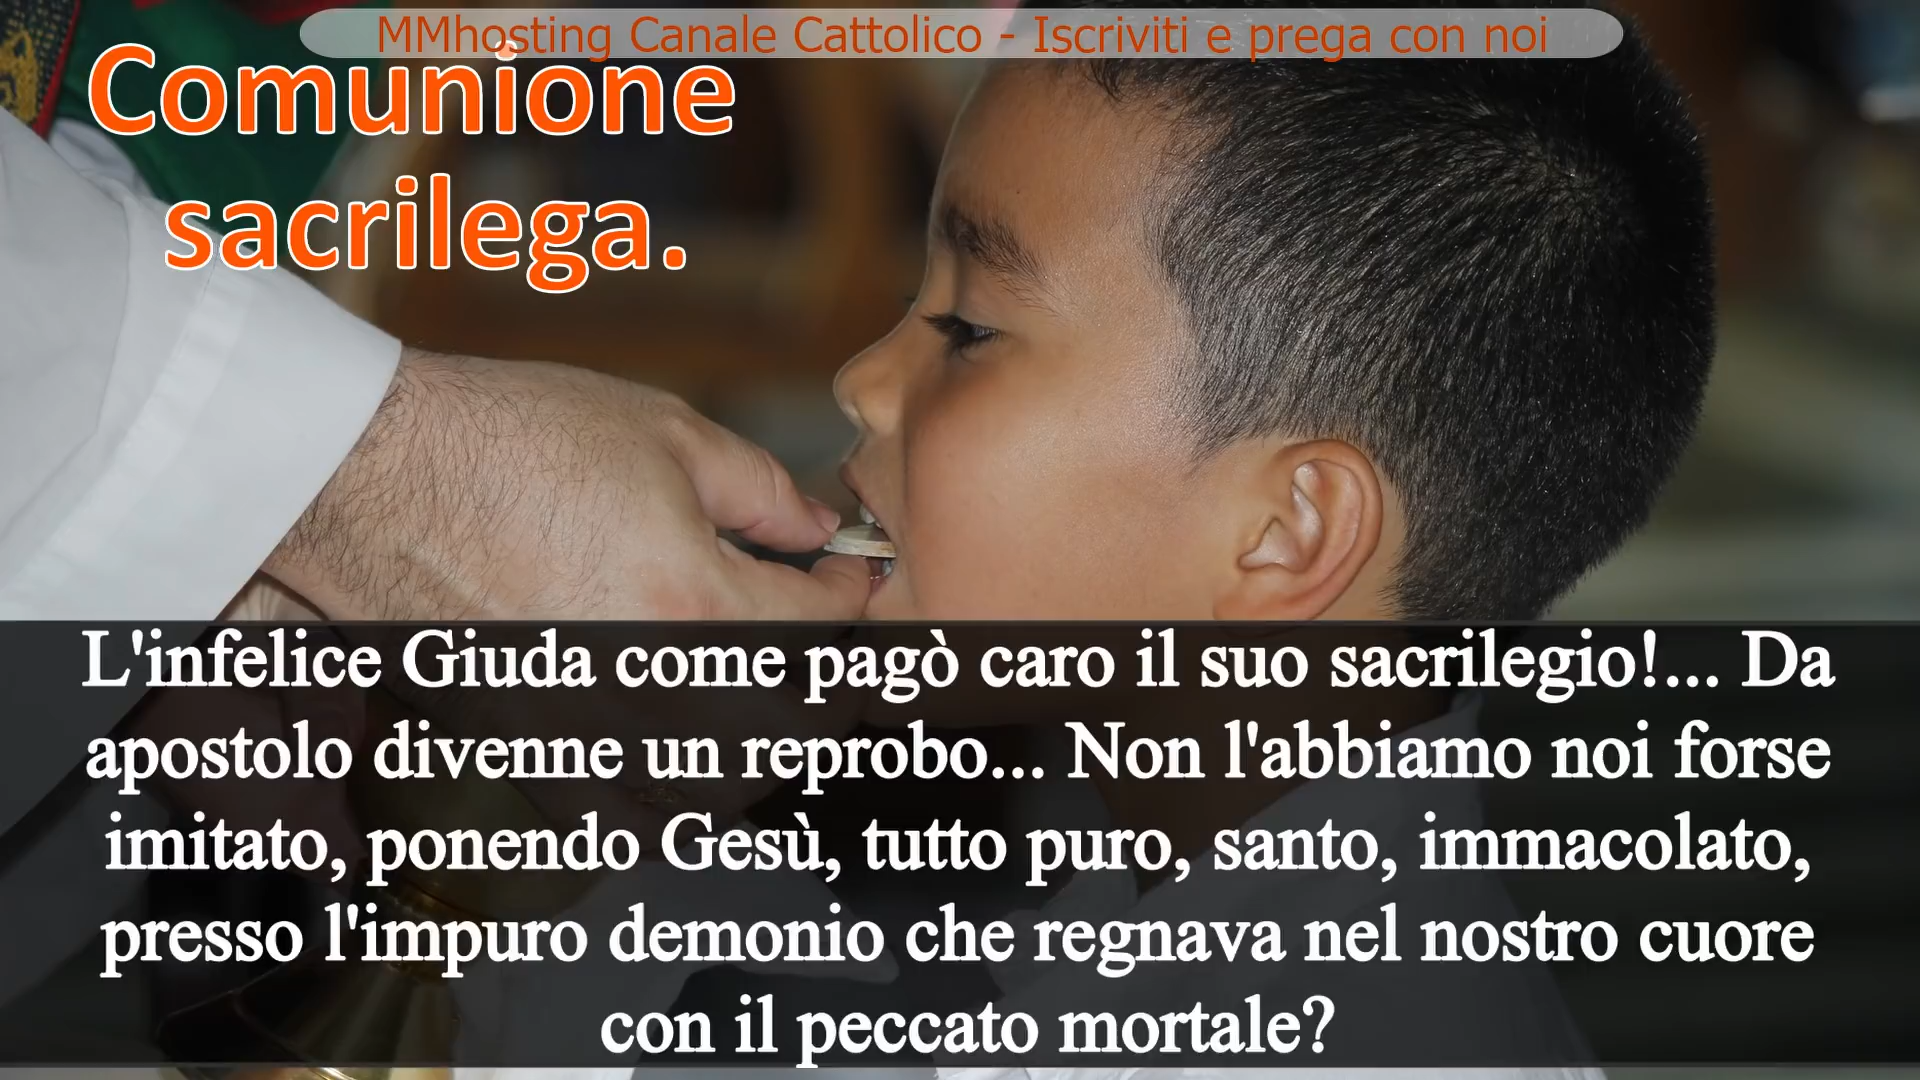 MMhosting Canale Cattolico - Iscriviti e prega con noi
Comunione
sacrilega.
L'infelice Giuda come pagò caro il suo sacrilegio!... Da
apostolo divenne un reprobo... Non l'abbiamo noi forse
imitato, ponendo Gesù, tutto puro, santo, immacolato,
presso l'impuro demonio che regnava nel nostro cuore
con il peccato mortale?